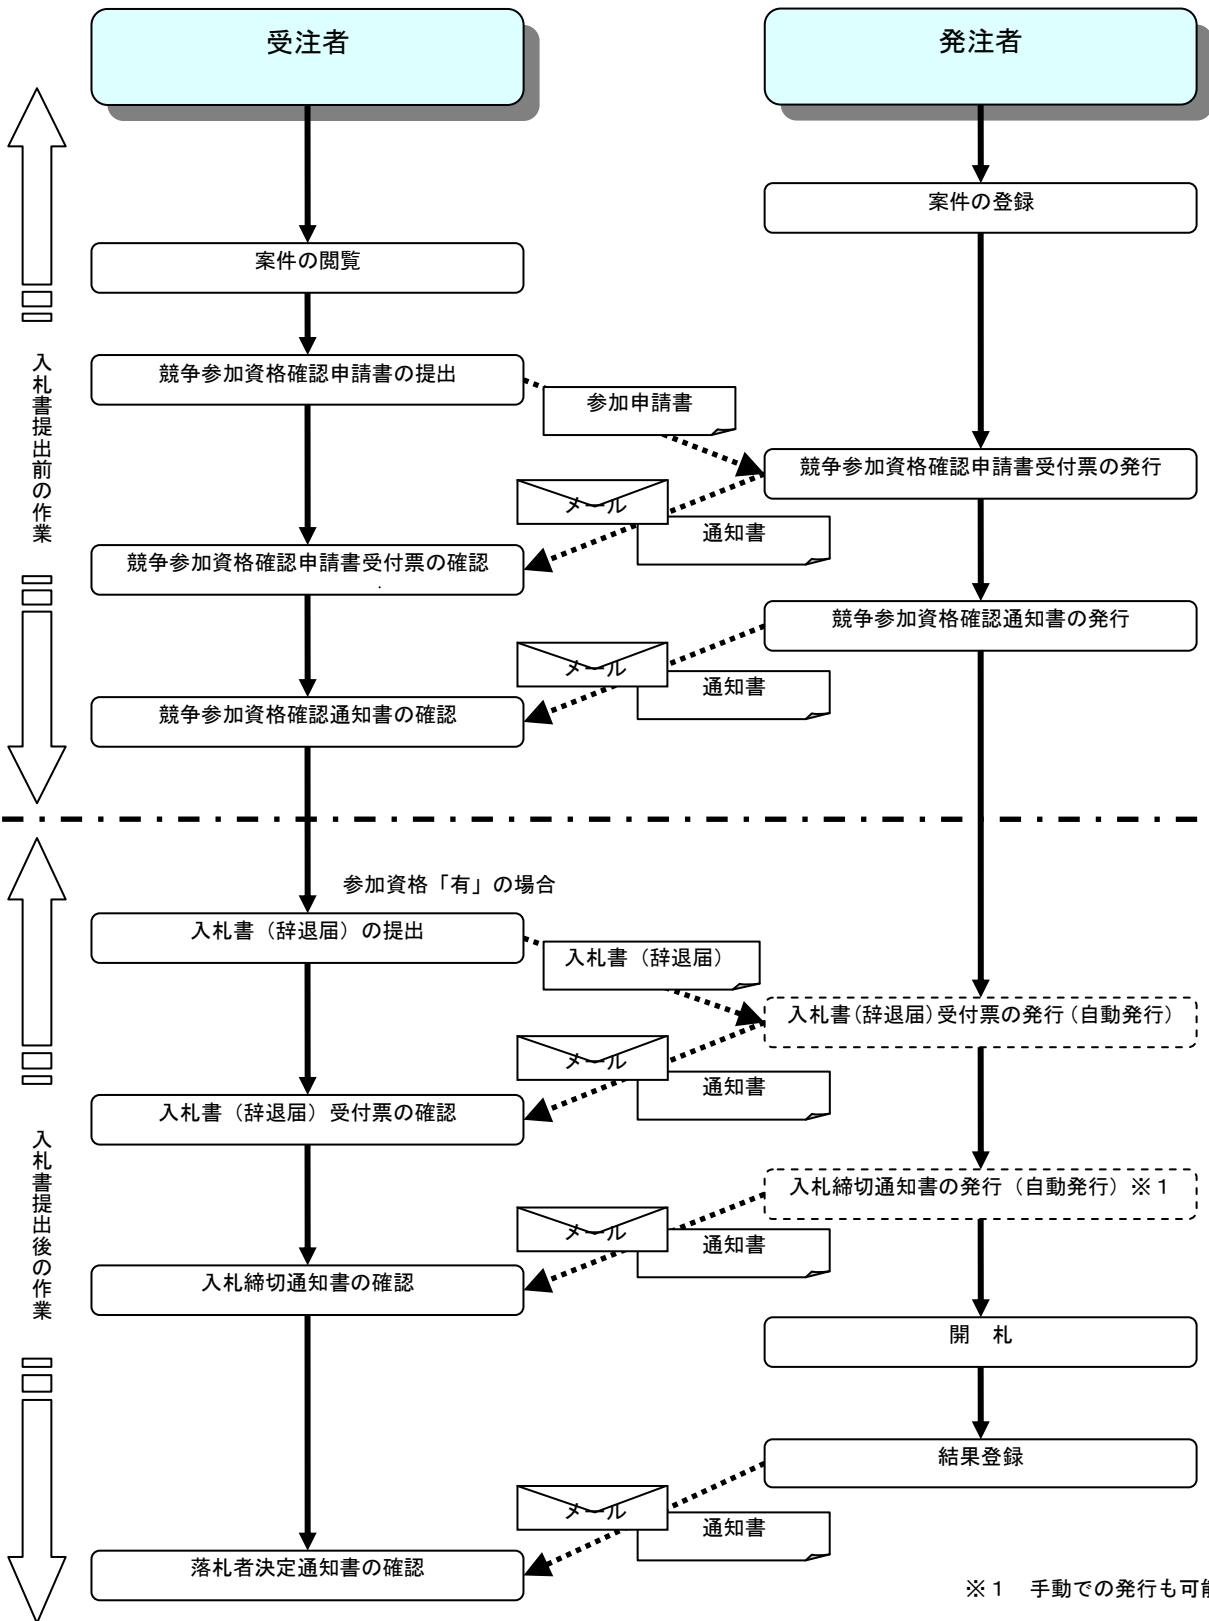 受注者
発注者
案件の登録
案件の閲覧
入札書提出前の作業
競争参加資格確認申請書の提出
参加申請書
競争参加資格確認申請書受付票の発行
メール
通知書
競争参加資格確認申請書受付票の確認
競争参加資格確認通知書の発行
メール
通知書
競争参加資格確認通知書の確認
参加資格「有」の場合
入札書(辞退届)の提出
入札書(辞退届)
入札書(辞退届)受付票の発行(自動発行)
メール
通知書
入札書(辞退届)受付票の確認
入札書提出後の作業
入札締切通知書の発行(自動発行)※1
メール
通知書
入札締切通知書の確認
開 札
結果登録
メール
通知書
落札者決定通知書の確認
※1 手動での発行も可能